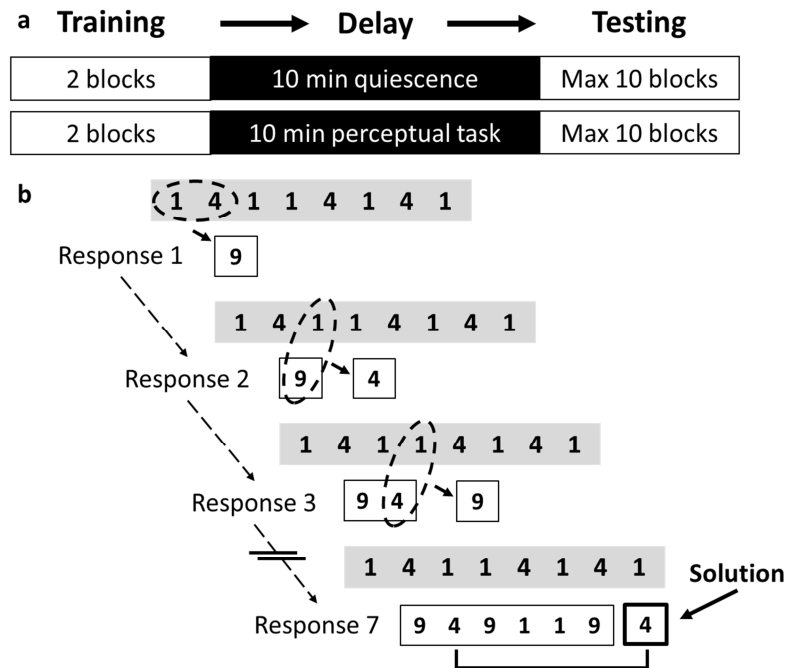 a Training Delay Testing
2 blocks 10 min quiescence Max 10 blocks
2 blocks 10 min perceptual task Max 10 blocks
b 1 4 1 1 4 1 4 1
Response 1 9
1 4 1 1 4 1 4 1
Response 2 9 4
1 4 1 1 4 1 4 1
Response 3 9 4 9
1 4 1 1 4 1 4 1
Solution
Response 7 9 4 9 1 1 9 4